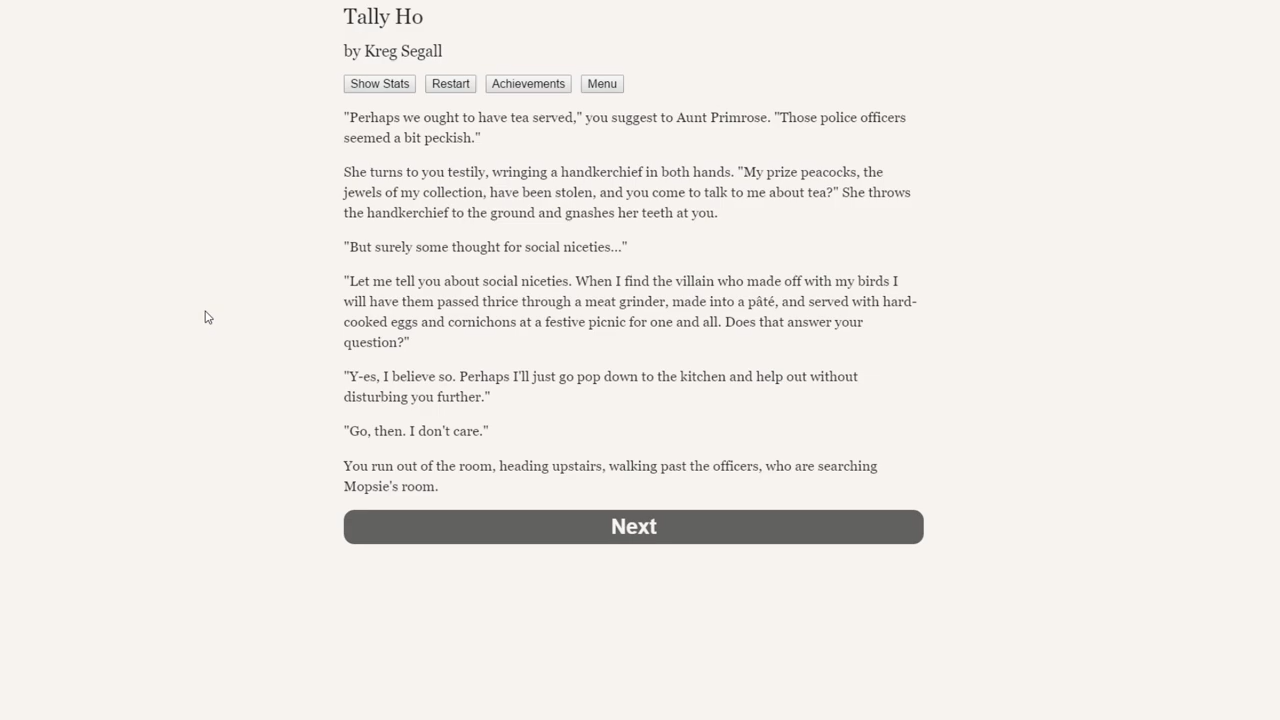 Tally Ho
by Kreg Segall
Show Stats
Restart
Achievements
Menu
"Perhaps we ought to have tea served," you suggest to Aunt Primrose. "Those police officers
seemed a bit peckish."
She turns to you testily, wringing a handkerchief in both hands. "My prize peacocks, the
jewels of my collection, have been stolen, and you come to talk to me about tea?" She throws
the handkerchief to the ground and gnashes her teeth at you.
"But surely some thought for social niceties..."
"Let me tell you about social niceties. When I find the villain who made off with my birds I
will have them passed thrice through a meat grinder, made into a pâté, and served with hard-
cooked eggs and cornichons at a festive picnic for one and all. Does that answer your
question?"
"Y-es, I believe so. Perhaps I'll just go pop down to the kitchen and help out without
disturbing you further."
"Go, then. I don't care."
You run out of the room, heading upstairs, walking past the officers, who are searching
Mopsie's room.
Next